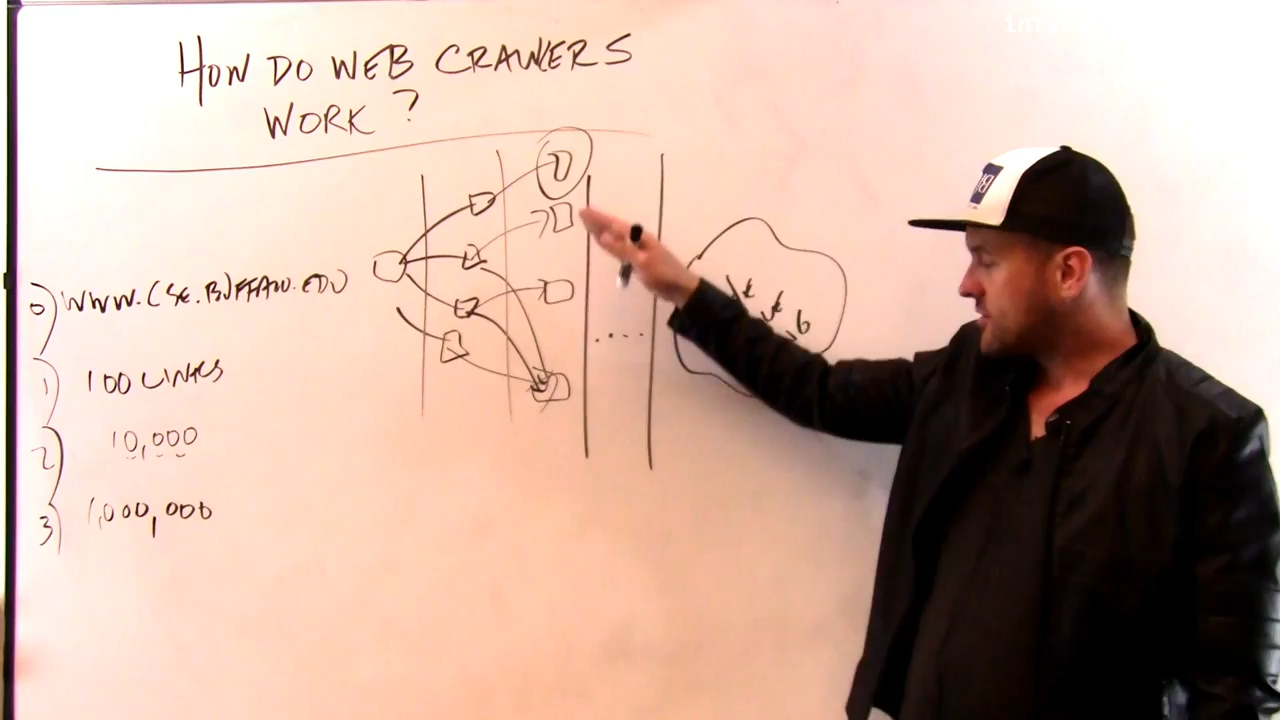 HOW DO WEB CRAWLERS
WORK?
0) WWW.CSE.BUFFALO.EDU
1) 100 LINKS
2) 10,000
3) 1,000,000
....